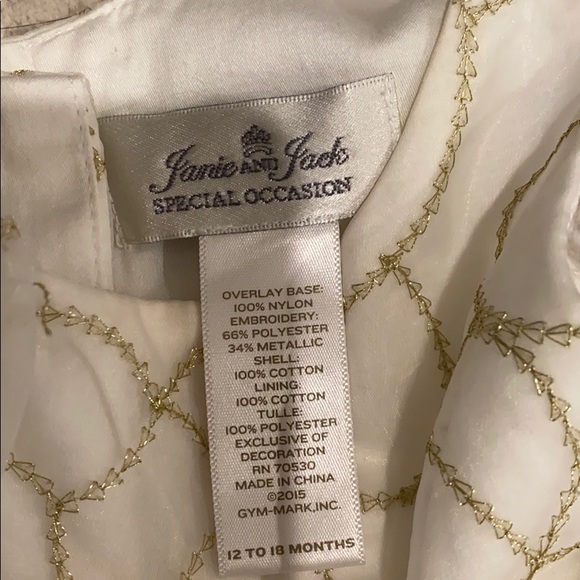 Janie AND Jack
SPECIAL OCCASION
OVERLAY BASE:
100% NYLON
EMBROIDERY:
66% POLYESTER
34% METALLIC
SHELL:
100% COTTON
LINING:
100% COTTON
TULLE:
100% POLYESTER
EXCLUSIVE OF
DECORATION
RN 70530
MADE IN CHINA
©2015
GYM-MARK,INC.
12 TO 18 MONTHS